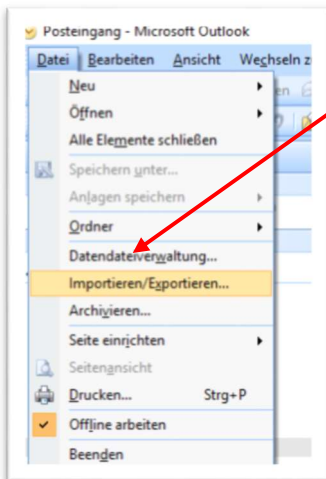 Posteingang - Microsoft Outlook
Datei Bearbeiten Ansicht Wechseln z
Neu
Öffnen
Alle Elemente schließen
Speichern unter...
Anlagen speichern
Ordner
Datendateiverwaltung...
Importieren/Exportieren...
Archivieren...
Seite einrichten
Seitenansicht
Drucken... Strg+P
Offline arbeiten
Beenden